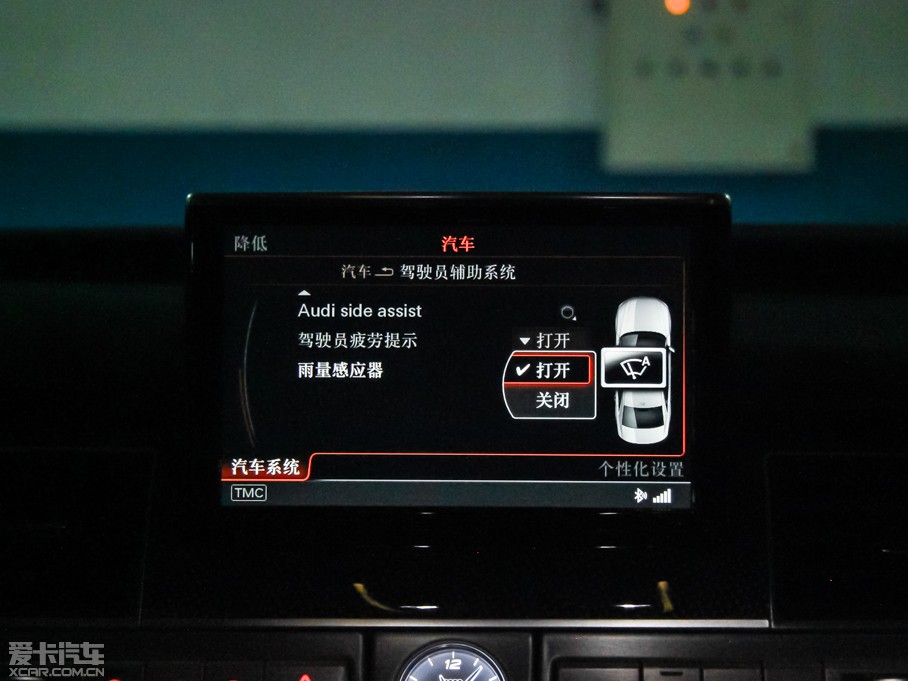 降低
汽车
汽车 驾驶员辅助系统
Audi side assist
驾驶员疲劳提示 打开
雨量感应器 打开
关闭
A
汽车系统 个性化设置
TMC
12
爱卡汽车
XCAR.COM.CN